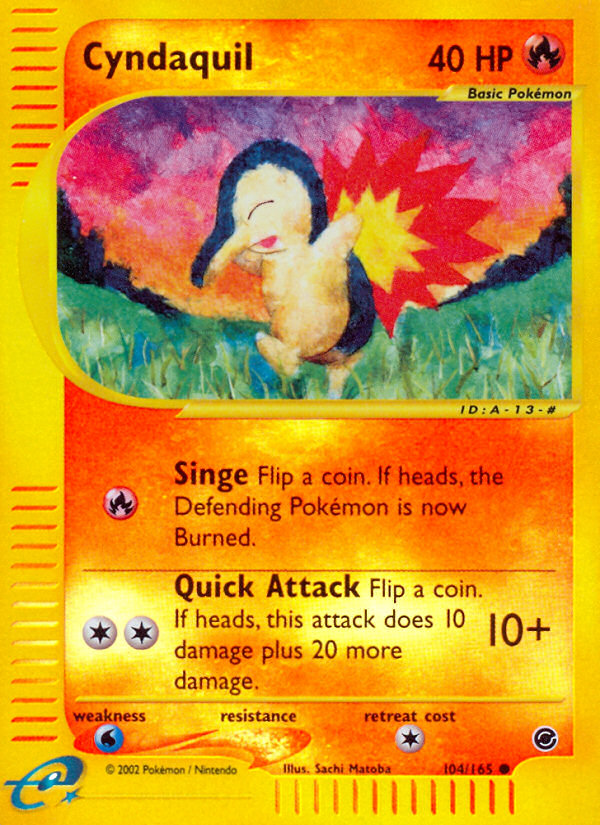 Cyndaquil 40 HP
Basic Pokémon
ID:A-13-#
Singe Flip a coin. If heads, the
Defending Pokémon is now
Burned.
Quick Attack Flip a coin.
If heads, this attack does 10
damage plus 20 more
damage.
10+
weakness resistance retreat cost
© 2002 Pokémon / Nintendo Illus. Sachi Matoba 104/165